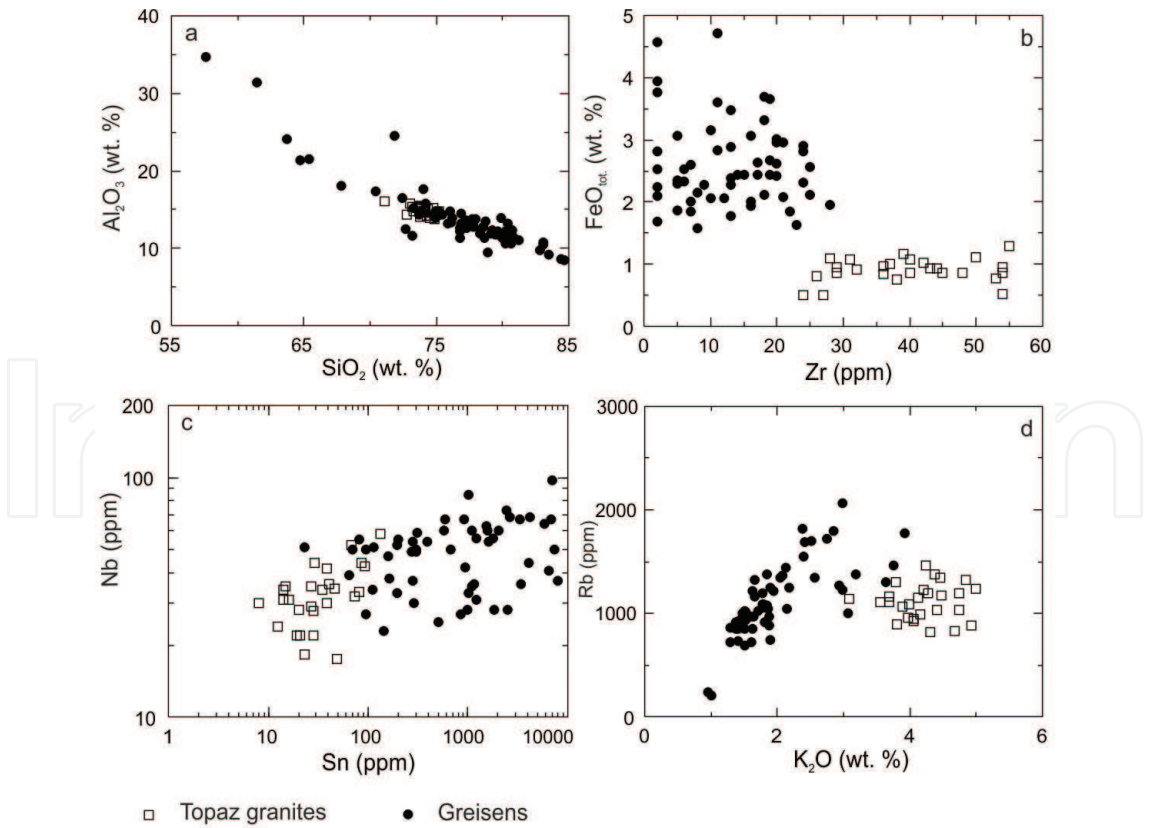 40
a
30
20
10
0
55
65
75
85
Al₂O₃ (wt. %)
SiO₂ (wt. %)
5
b
4
3
2
1
0
0
10
20
30
40
50
60
FeO tot. (wt. %)
Zr (ppm)
200
c
100
10
1
10
100
1000
10000
Nb (ppm)
Sn (ppm)
3000
d
2000
1000
0
0
2
4
6
Rb (ppm)
K₂O (wt. %)
Topaz granites
Greisens